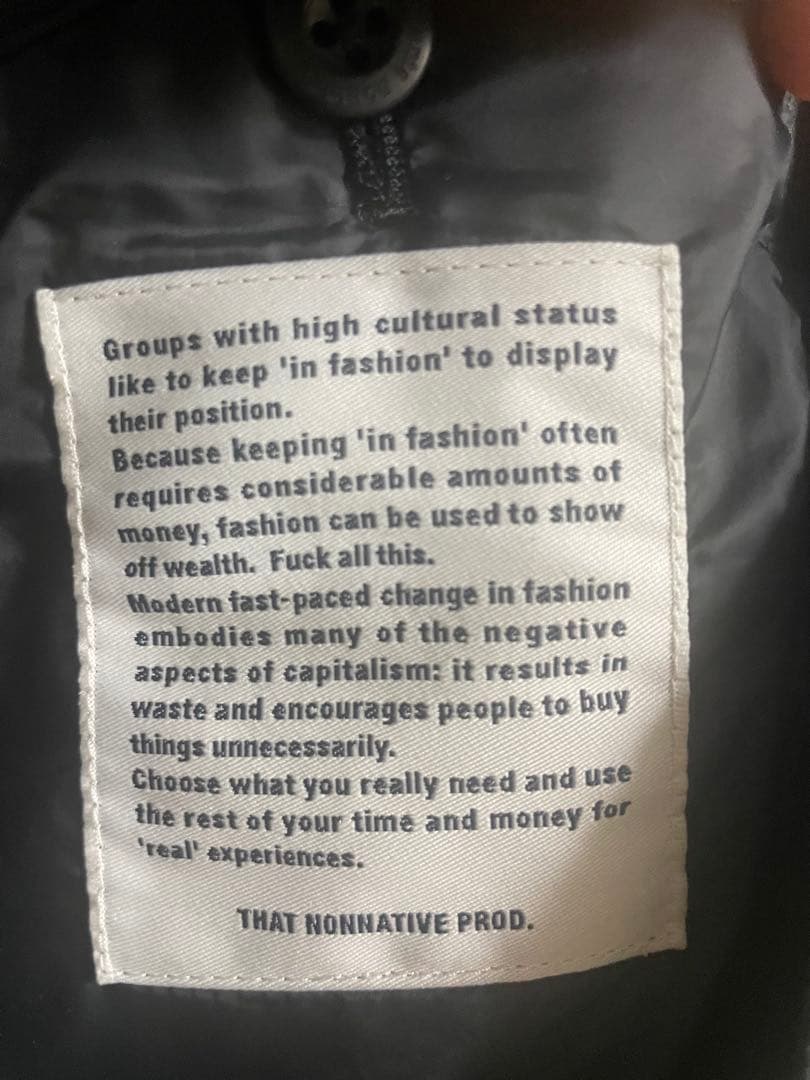 Groups with high cultural status
like to keep 'in fashion' to display
their position.
Because keeping 'in fashion' often
requires considerable amounts of
money, fashion can be used to show
off wealth. Fuck all this.
Modern fast-paced change in fashion
embodies many of the negative
aspects of capitalism: it results in
waste and encourages people to buy
things unnecessarily.
Choose what you really need and use
the rest of your time and money for
'real' experiences.
THAT NONNATIVE PROD.